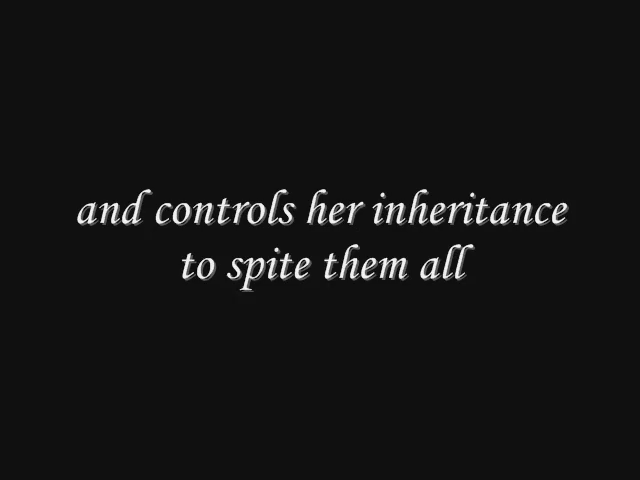 and controls her inheritance
to spite them all